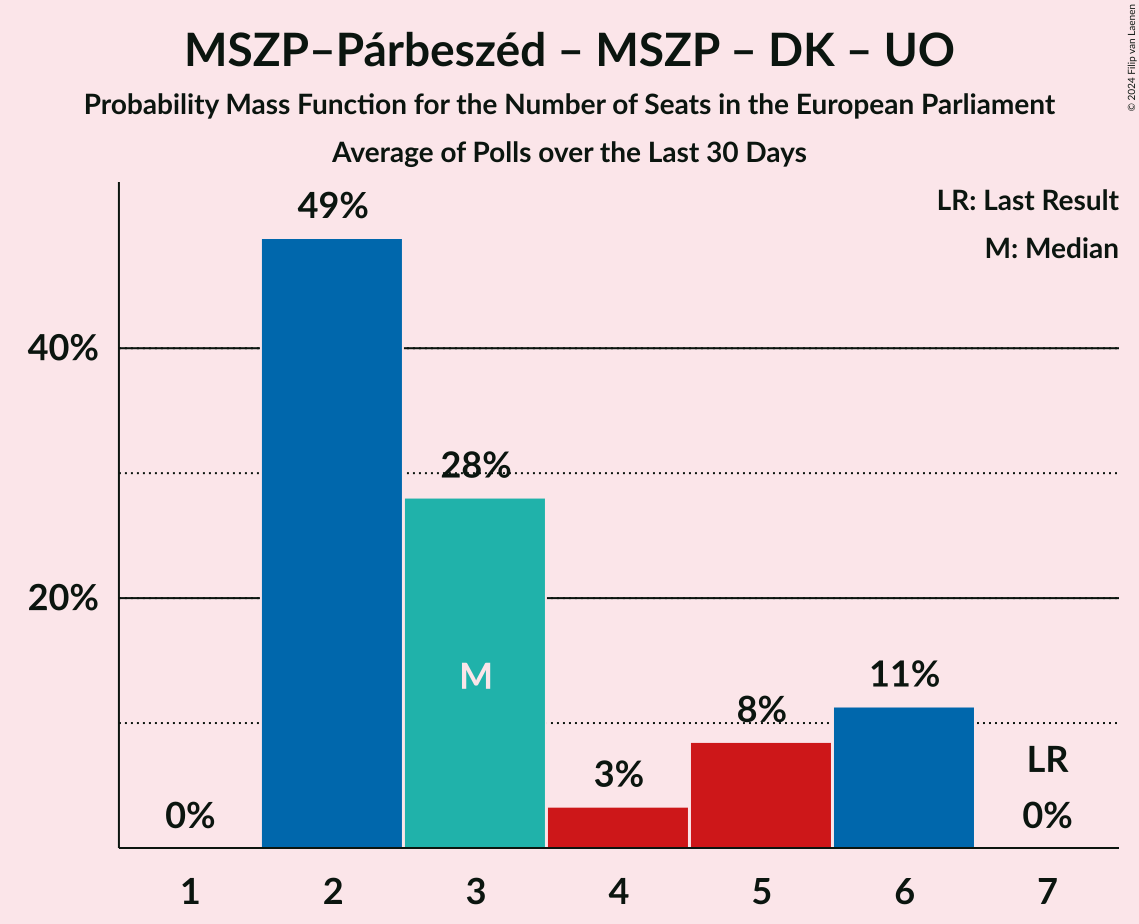 MSZP–Párbeszéd – MSZP – DK – UO
Probability Mass Function for the Number of Seats in the European Parliament
Average of Polls over the Last 30 Days
© 2024 Filip van Laenen
LR: Last Result
M: Median
49%
40%
28%
20%
M
11%
8%
3%
LR
0%
0%
1 2 3 4 5 6 7